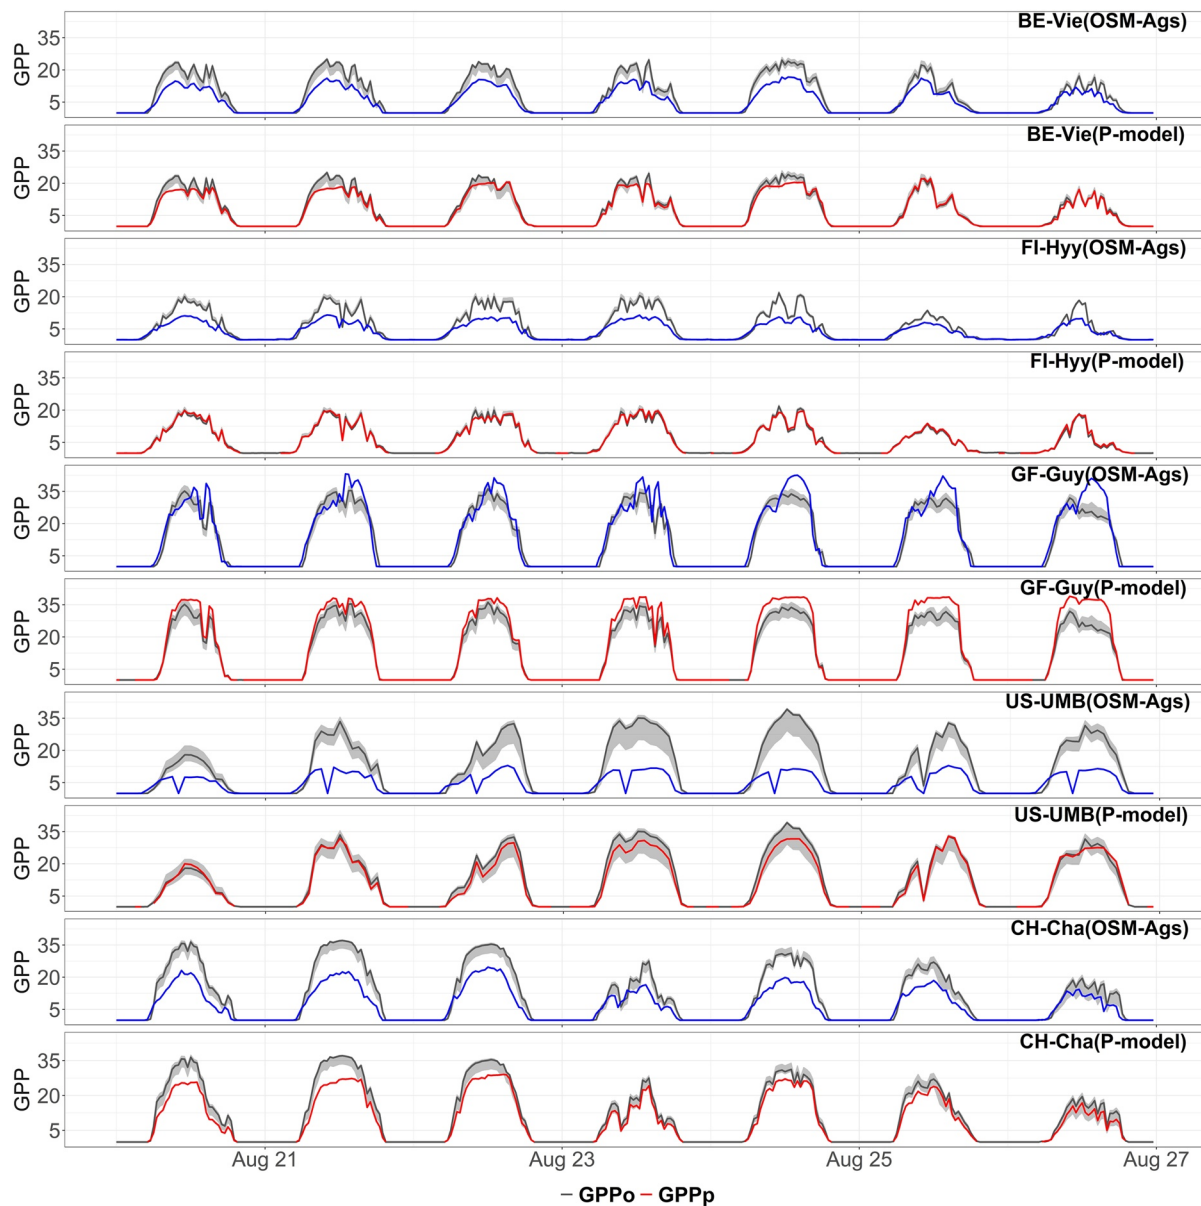 BE-Vie(OSM-Ags)
GPP
35
20
5
BE-Vie(P-model)
GPP
35
20
5
FI-Hyy(OSM-Ags)
GPP
35
20
5
FI-Hyy(P-model)
GPP
35
20
5
GF-Guy(OSM-Ags)
GPP
35
20
5
GF-Guy(P-model)
GPP
35
20
5
US-UMB(OSM-Ags)
GPP
35
20
5
US-UMB(P-model)
GPP
35
20
5
CH-Cha(OSM-Ags)
GPP
35
20
5
CH-Cha(P-model)
GPP
35
20
5
Aug 21 Aug 23 Aug 25 Aug 27
GPPo GPPp